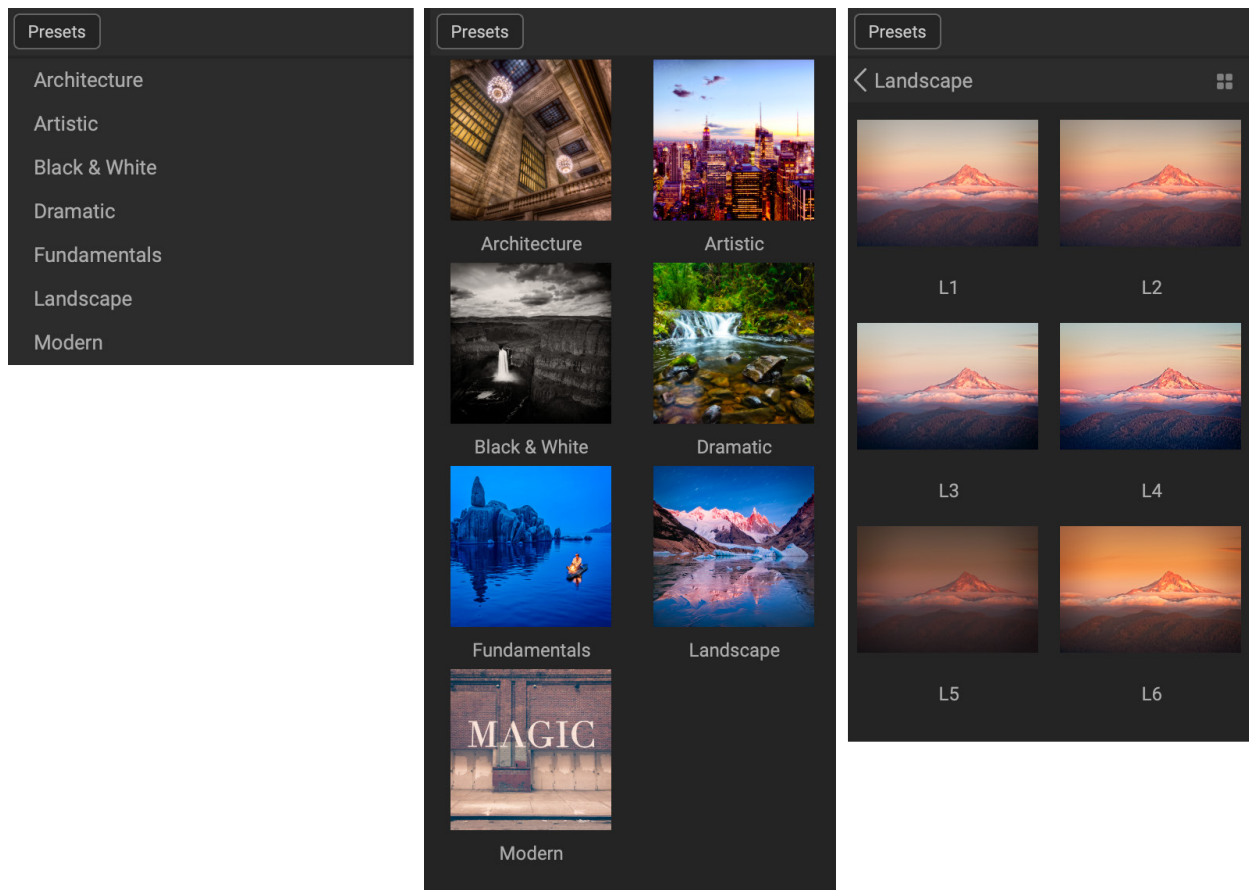 Presets
Architecture
Artistic
Black & White
Dramatic
Fundamentals
Landscape
Modern
Presets
Architecture
Artistic
Black & White
Dramatic
Fundamentals
Landscape
MAGIC
Modern
Presets
Landscape
L1
L2
L3
L4
L5
L6